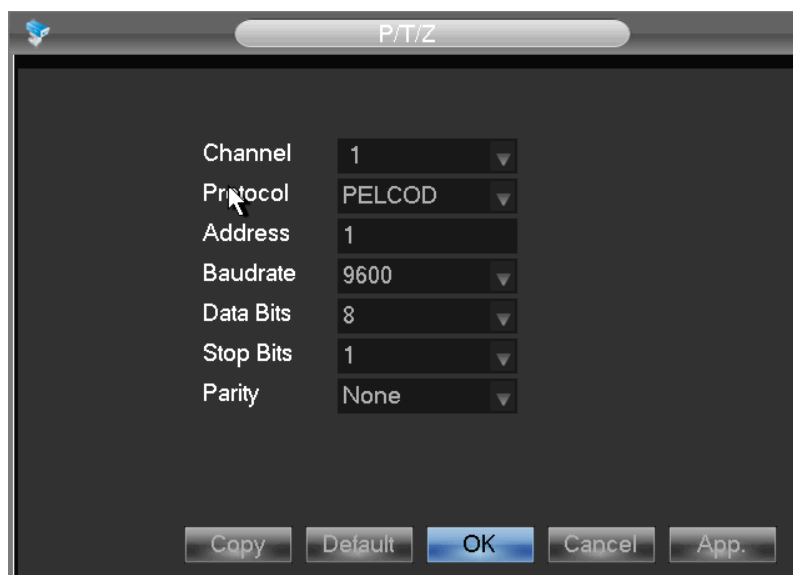 P/T/Z
Channel 1
Protocol PELCOD
Address 1
Baudrate 9600
Data Bits 8
Stop Bits 1
Parity None
Copy Default OK Cancel App.